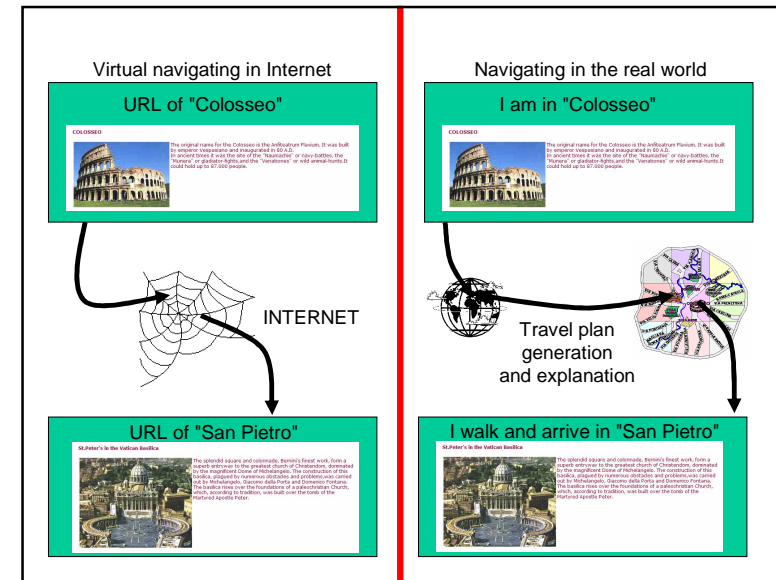 Virtual navigating in Internet
URL of "Colosseo"
COLOSSEO
The original name for the Colosseo is the Anfiteatrum Flavium. It was built
by emperor Vespasiano and inaugurated in 80 A.D.
In ancient times it was the site of the "Naumachie" or navy-battles, the
"Munera" or gladiator-fights,and the "Venationes" or wild animal-hunts.It
could hold up to 87.000 people.
INTERNET
URL of "San Pietro"
St.Peter's in the Vatican Basilica
The splendid square and colonnade, Bernini's finest work, form a
superb entryway to the greatest church of Christendom, dominated
by the magnificent Dome of Michelangelo. The construction of this
basilica, plagued by numerous obstacles and problems,was carried
out by Michelangelo, Giacomo della Porta and Domenico Fontana.
The basilica rises over the foundations of a paleochristian Church,
which, according to tradition, was built over the tomb of the
Martyred Apostle Peter.
Navigating in the real world
I am in "Colosseo"
COLOSSEO
The original name for the Colosseo is the Anfiteatrum Flavium. It was built
by emperor Vespasiano and inaugurated in 80 A.D.
In ancient times it was the site of the "Naumachie" or navy-battles, the
"Munera" or gladiator-fights,and the "Venationes" or wild animal-hunts.It
could hold up to 87.000 people.
Travel plan
generation
and explanation
I walk and arrive in "San Pietro"
St.Peter's in the Vatican Basilica
The splendid square and colonnade, Bernini's finest work, form a
superb entryway to the greatest church of Christendom, dominated
by the magnificent Dome of Michelangelo. The construction of this
basilica, plagued by numerous obstacles and problems,was carried
out by Michelangelo, Giacomo della Porta and Domenico Fontana.
The basilica rises over the foundations of a paleochristian Church,
which, according to tradition, was built over the tomb of the
Martyred Apostle Peter.